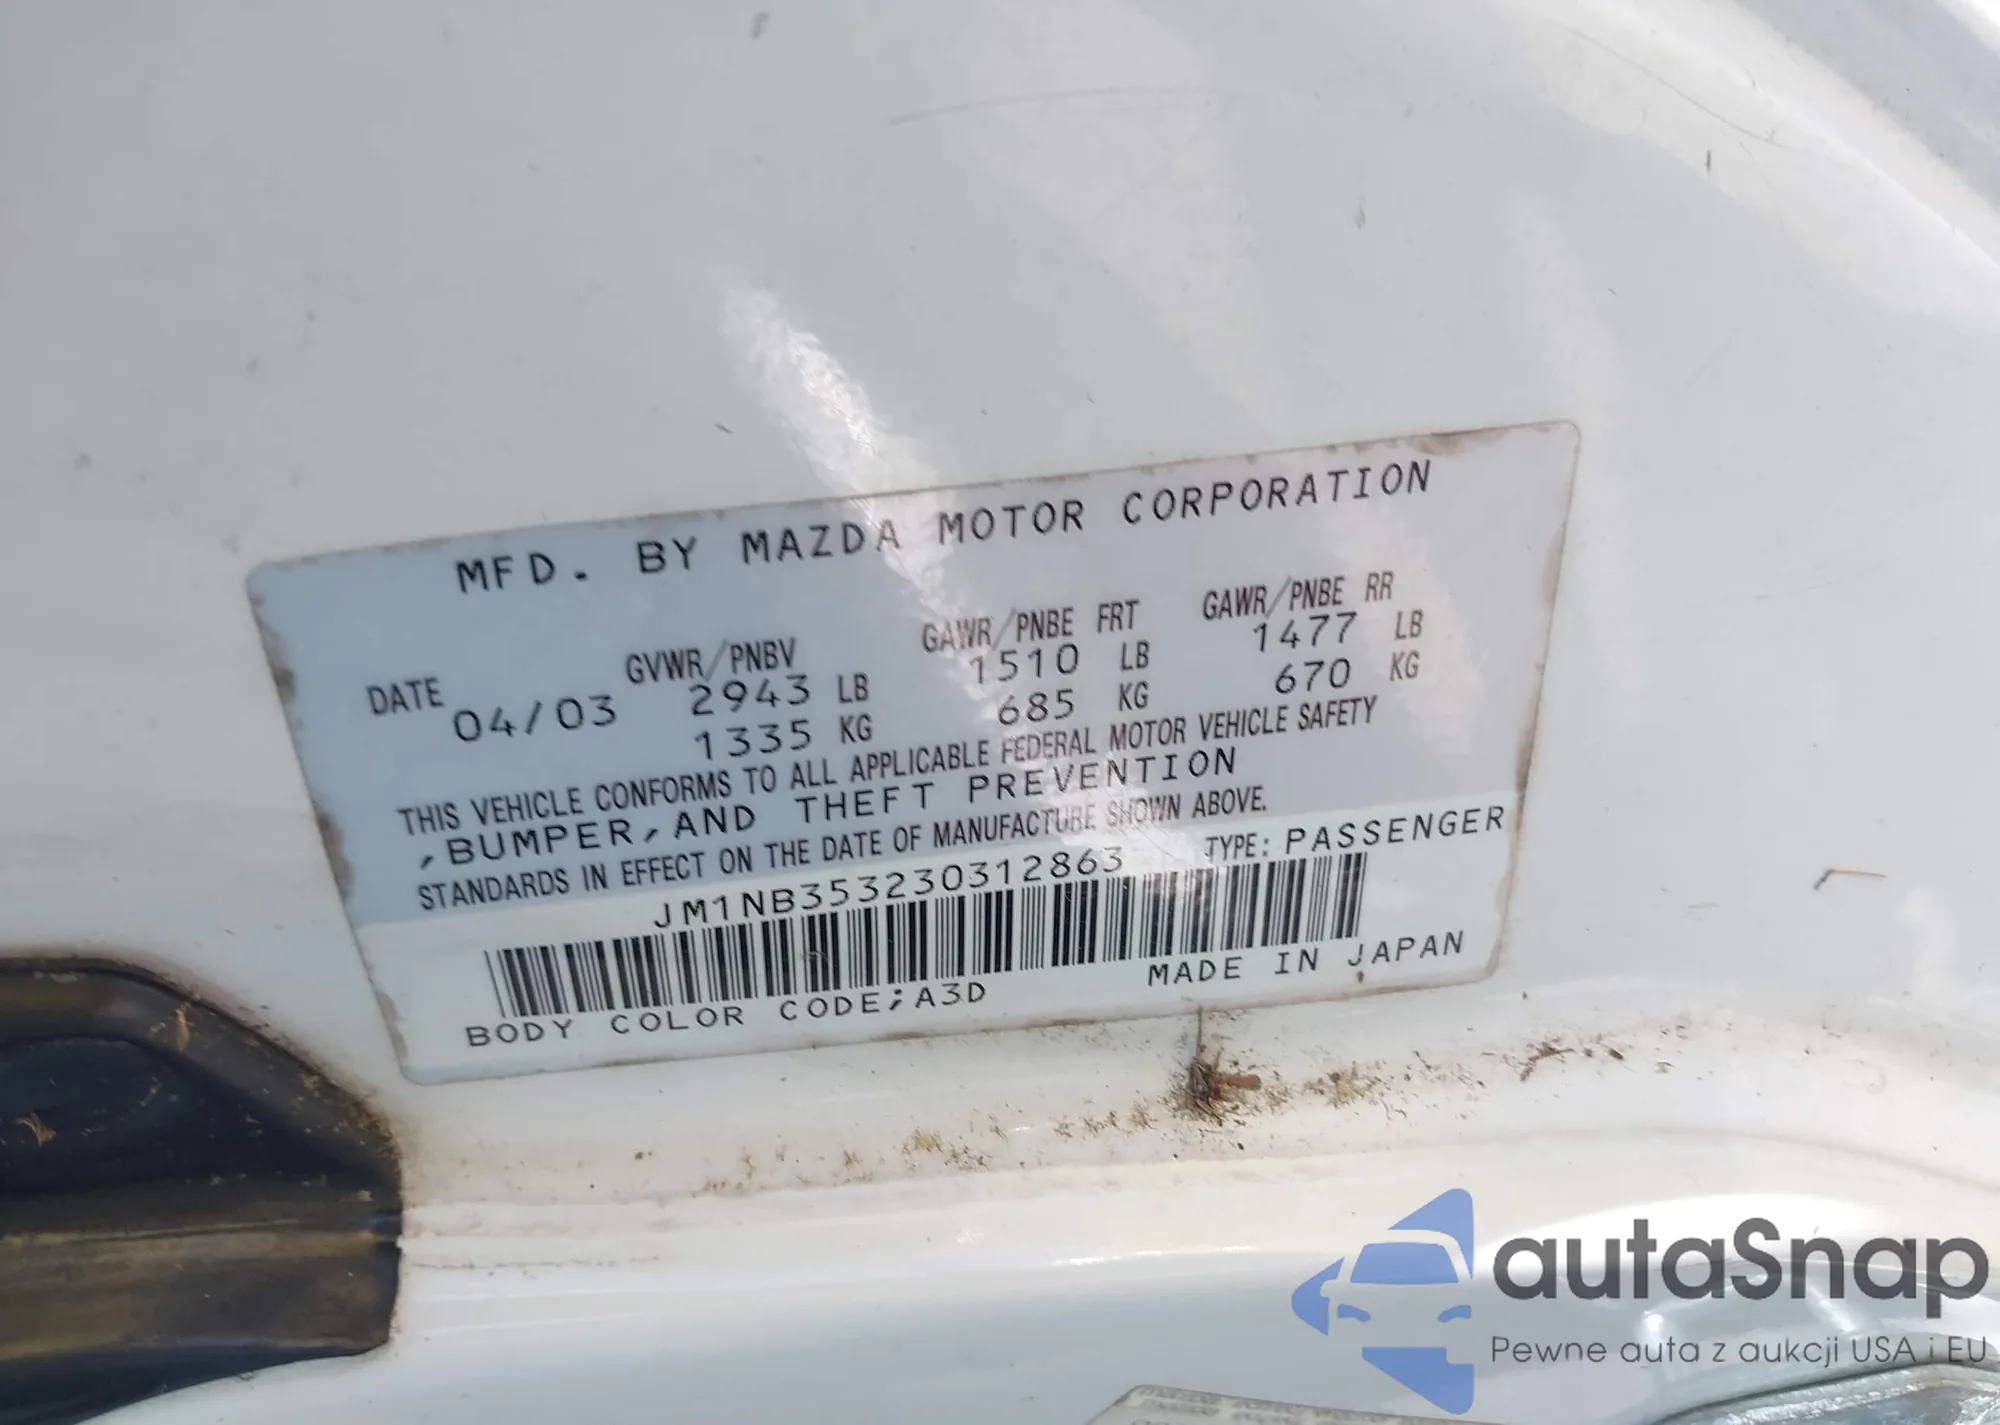 MFD. BY MAZDA MOTOR CORPORATION
DATE 04/03
GVWR/PNBV
2943 LB
1335 KG
GAWR/PNBE FRT
1510 LB
685 KG
GAWR/PNBE RR
1477 LB
670 KG
THIS VEHICLE CONFORMS TO ALL APPLICABLE FEDERAL MOTOR VEHICLE SAFETY
,BUMPER,AND THEFT PREVENTION
STANDARDS IN EFFECT ON THE DATE OF MANUFACTURE SHOWN ABOVE.
JM1NB353230312863 TYPE: PASSENGER
BODY COLOR CODE;A3D MADE IN JAPAN
autaSnap
Pewne auta z aukcji USA i EU